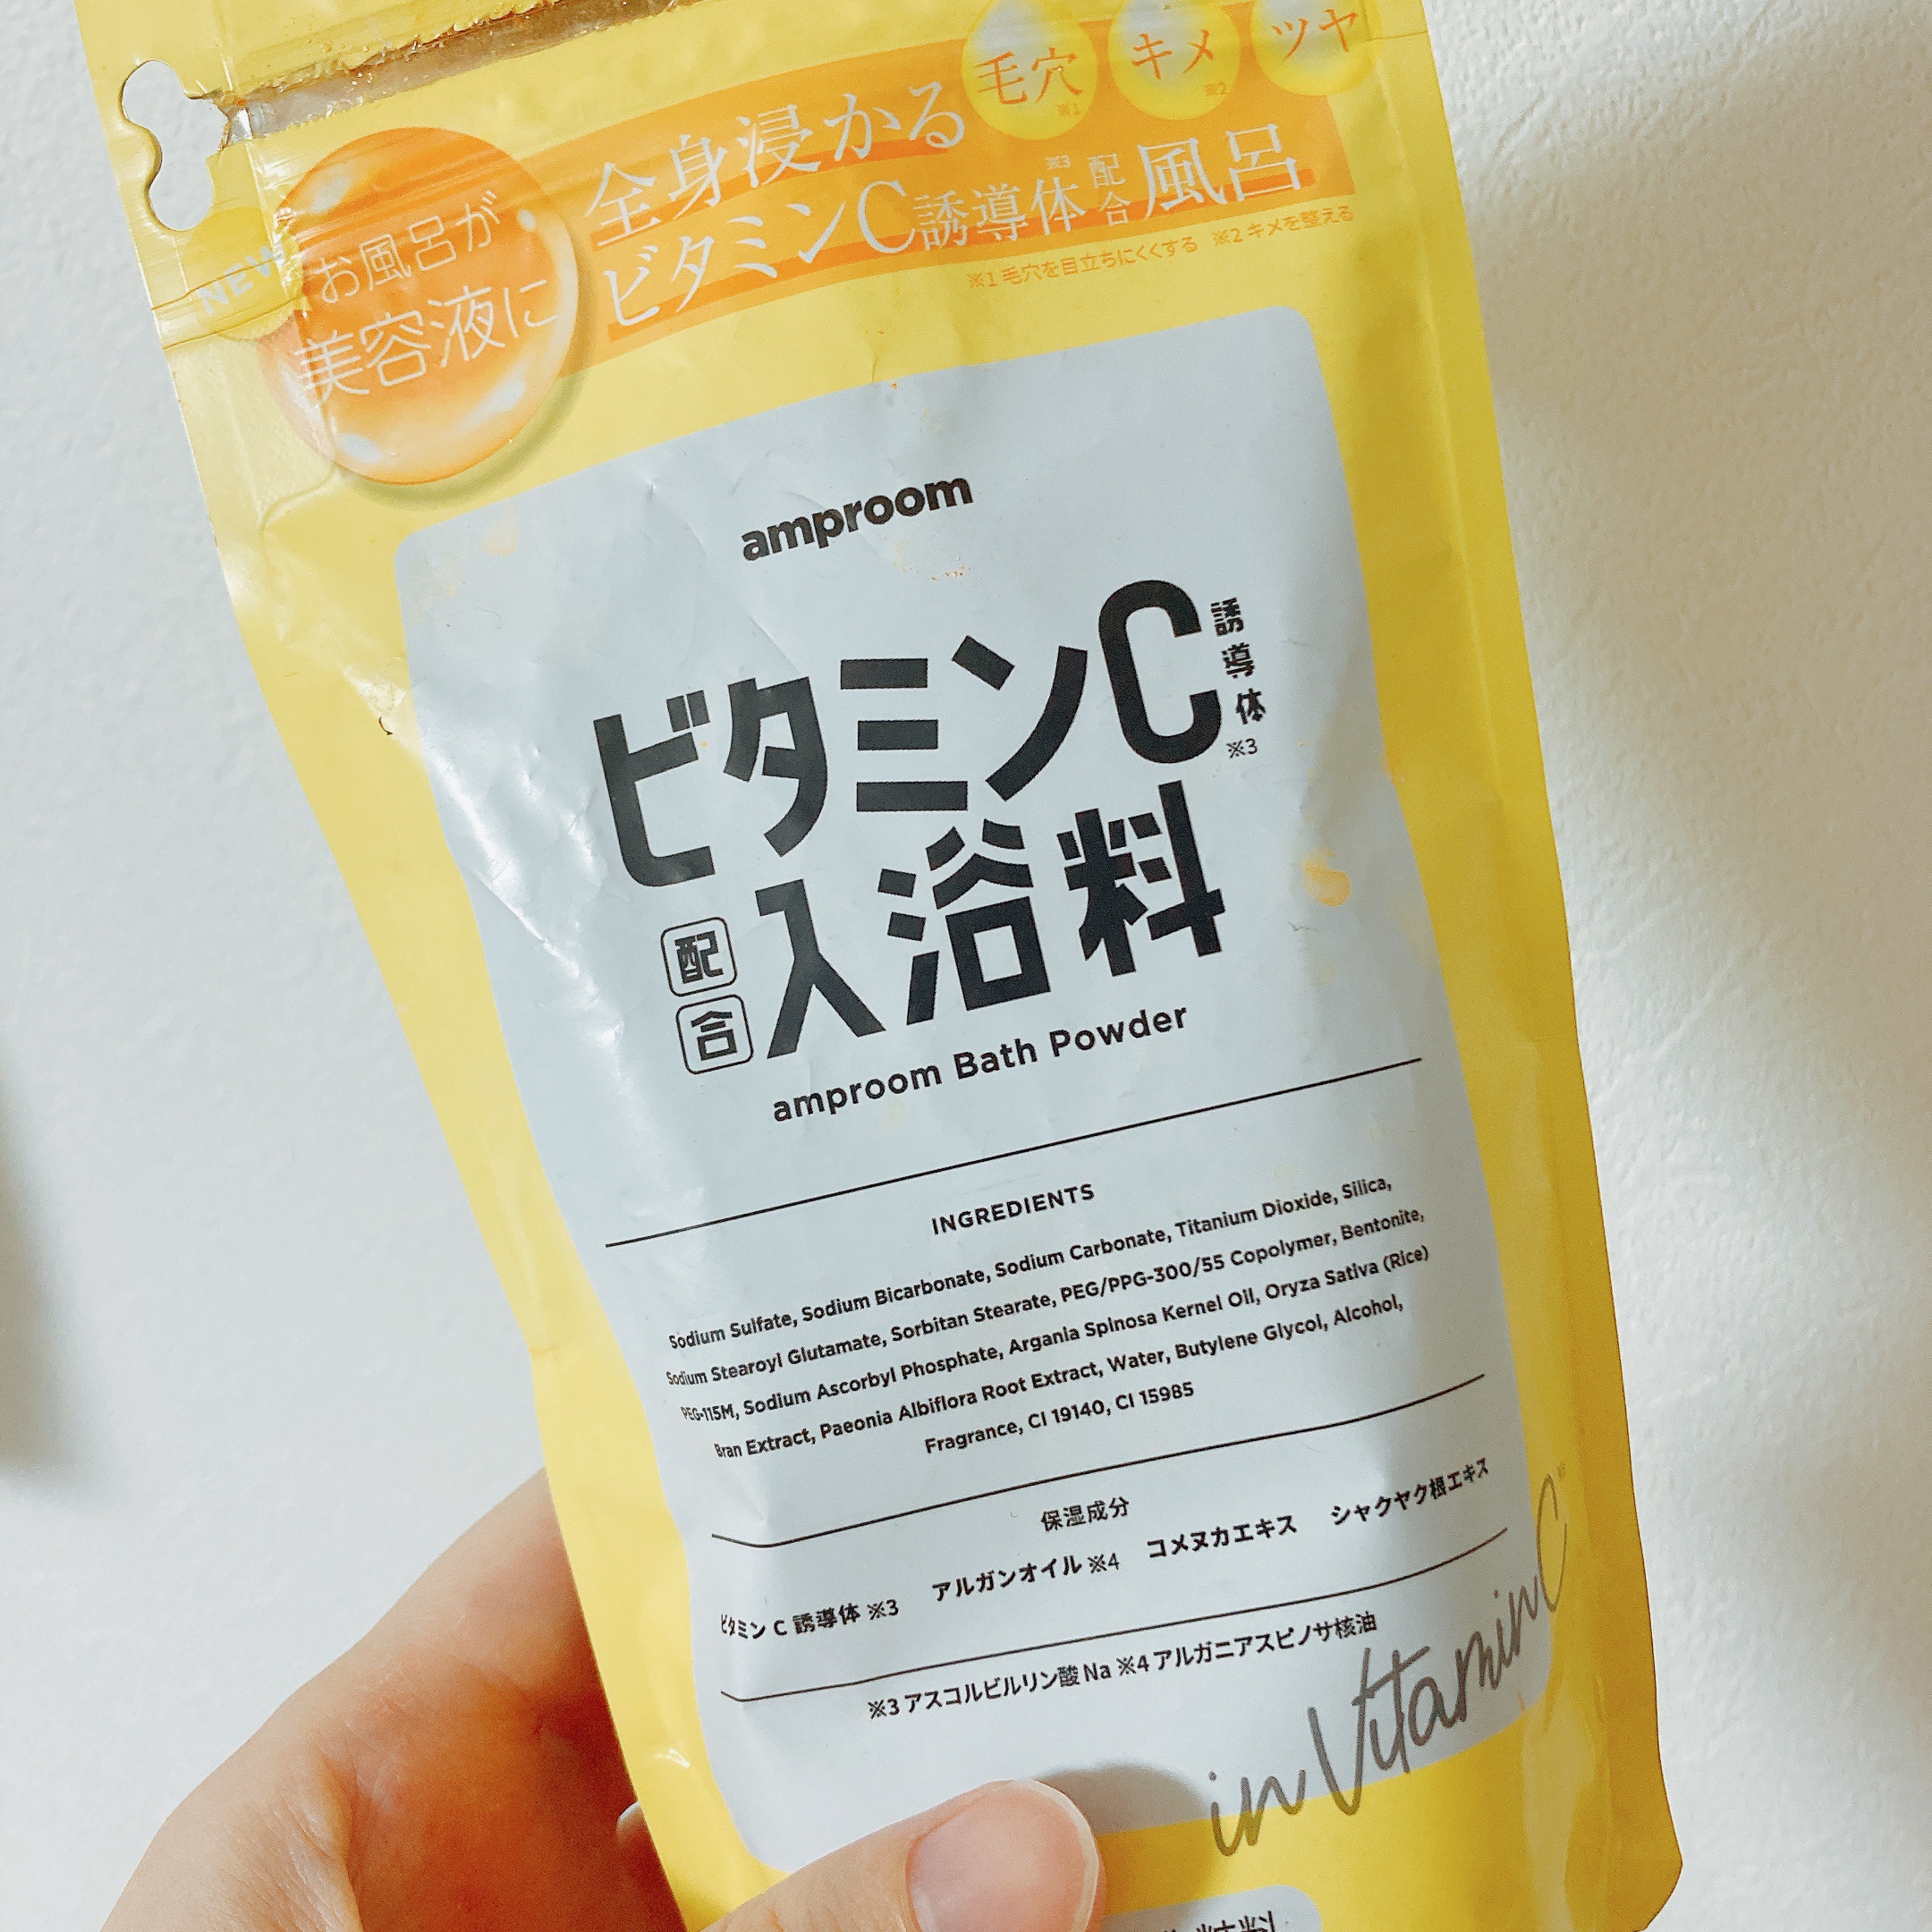 毛穴※1 キメ※2 ツヤ
NEW
お風呂が
美容液に
全身浸かる
ビタミンC誘導体※3配合風呂
※1 毛穴を目立ちにくくする ※2 キメを整える
amproom
ビタミンC誘導体※3
配合入浴料
amproom Bath Powder
INGREDIENTS
Sodium Sulfate, Sodium Bicarbonate, Sodium Carbonate, Titanium Dioxide, Silica,
Sodium Stearoyl Glutamate, Sorbitan Stearate, PEG/PPG-300/55 Copolymer, Bentonite,
PEG-115M, Sodium Ascorbyl Phosphate, Argania Spinosa Kernel Oil, Oryza Sativa (Rice)
Bran Extract, Paeonia Albiflora Root Extract, Water, Butylene Glycol, Alcohol,
Fragrance, CI 19140, CI 15985
保湿成分
ビタミン C 誘導体 ※3 アルガンオイル ※4 コメヌカエキス シャクヤク根エキス
※3 アスコルビルリン酸 Na ※4 アルガニアスピノサ核油
in Vitamin C